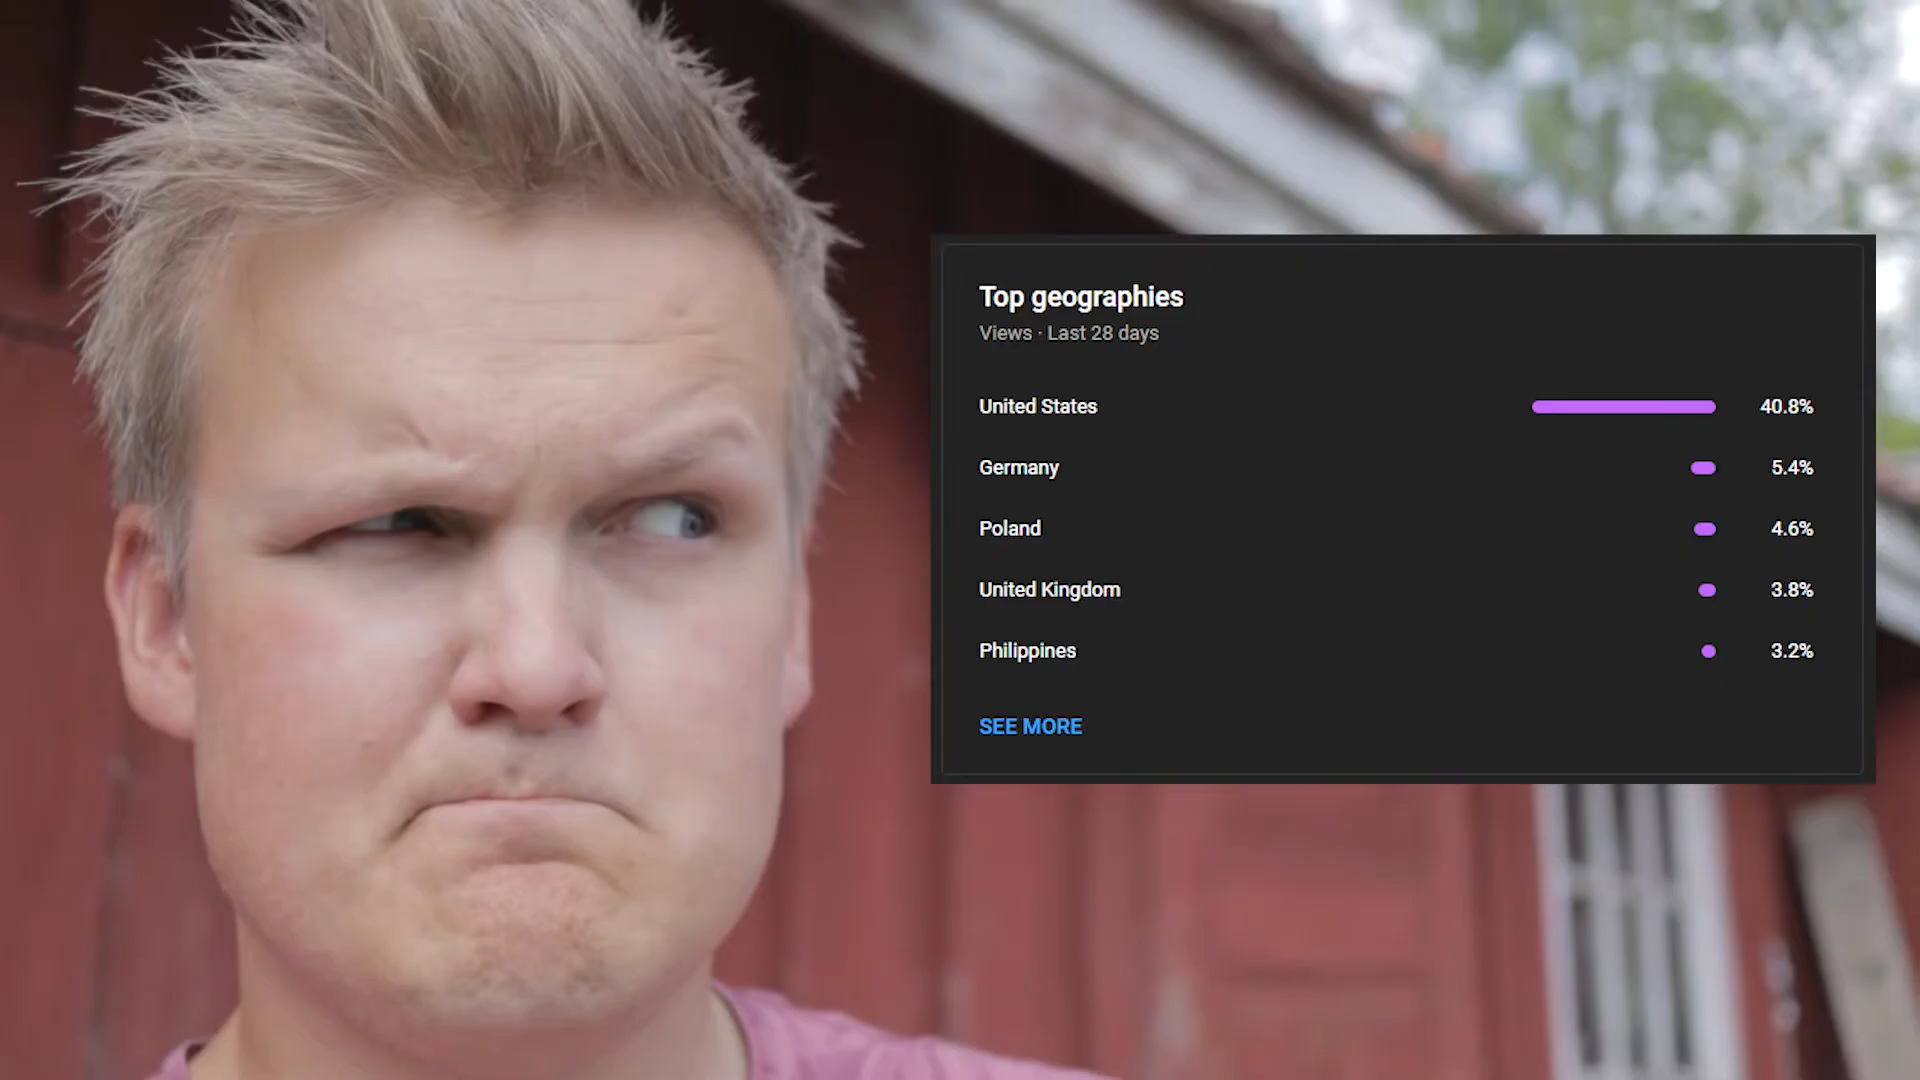 Top geographies
Views · Last 28 days
United States 40.8%
Germany 5.4%
Poland 4.6%
United Kingdom 3.8%
Philippines 3.2%
SEE MORE